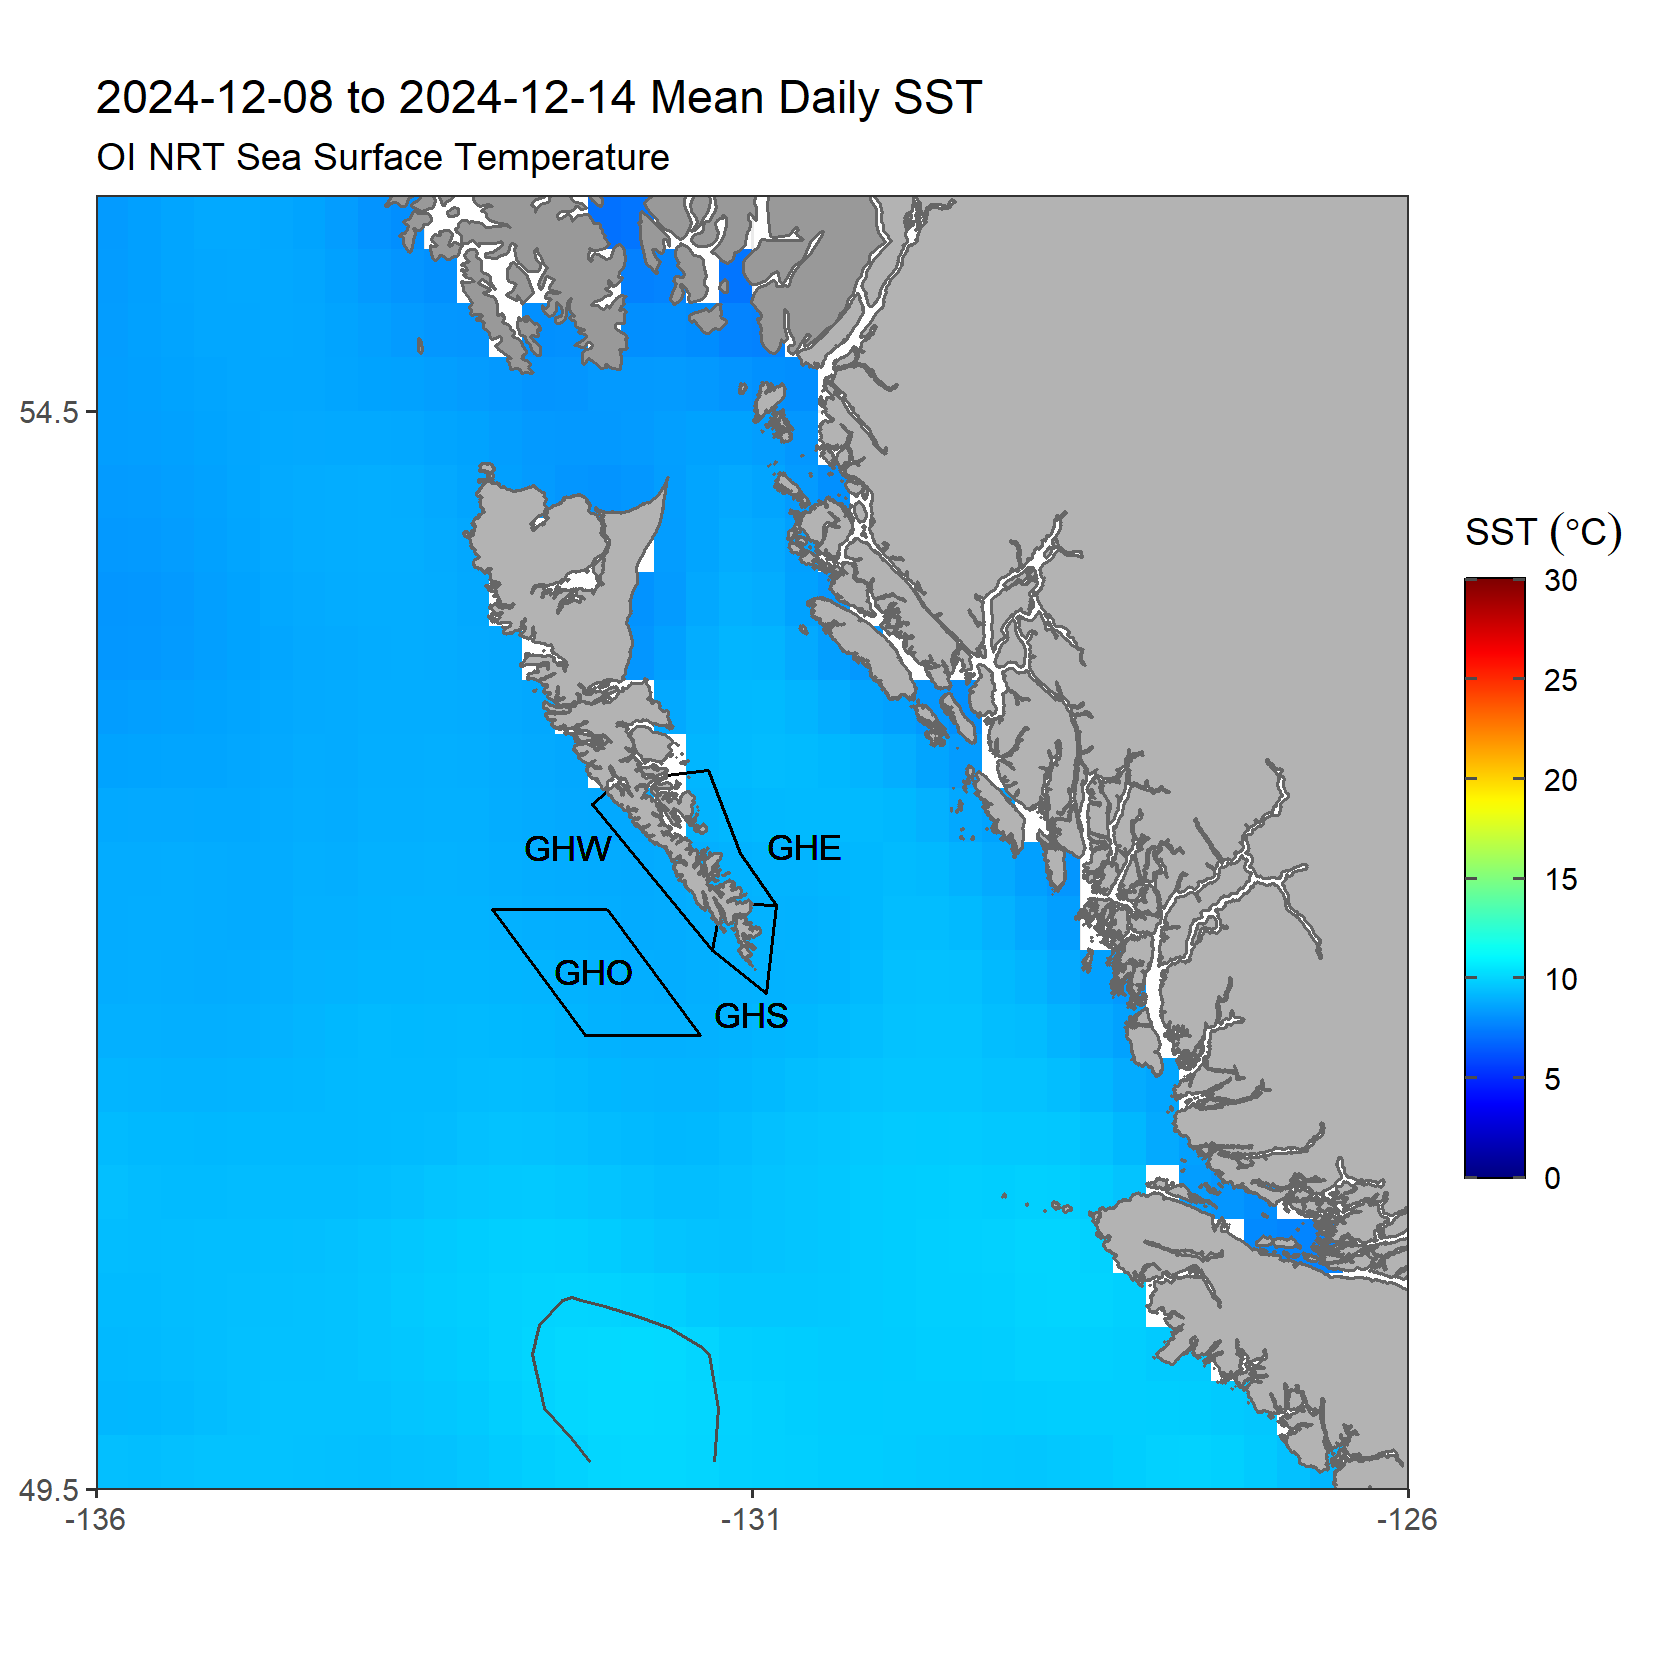 2024-12-08 to 2024-12-14 Mean Daily SST
OI NRT Sea Surface Temperature
54.5
49.5
-136
-131
-126
GHW
GHE
GHO
GHS
SST (°C)
30
25
20
15
10
5
0